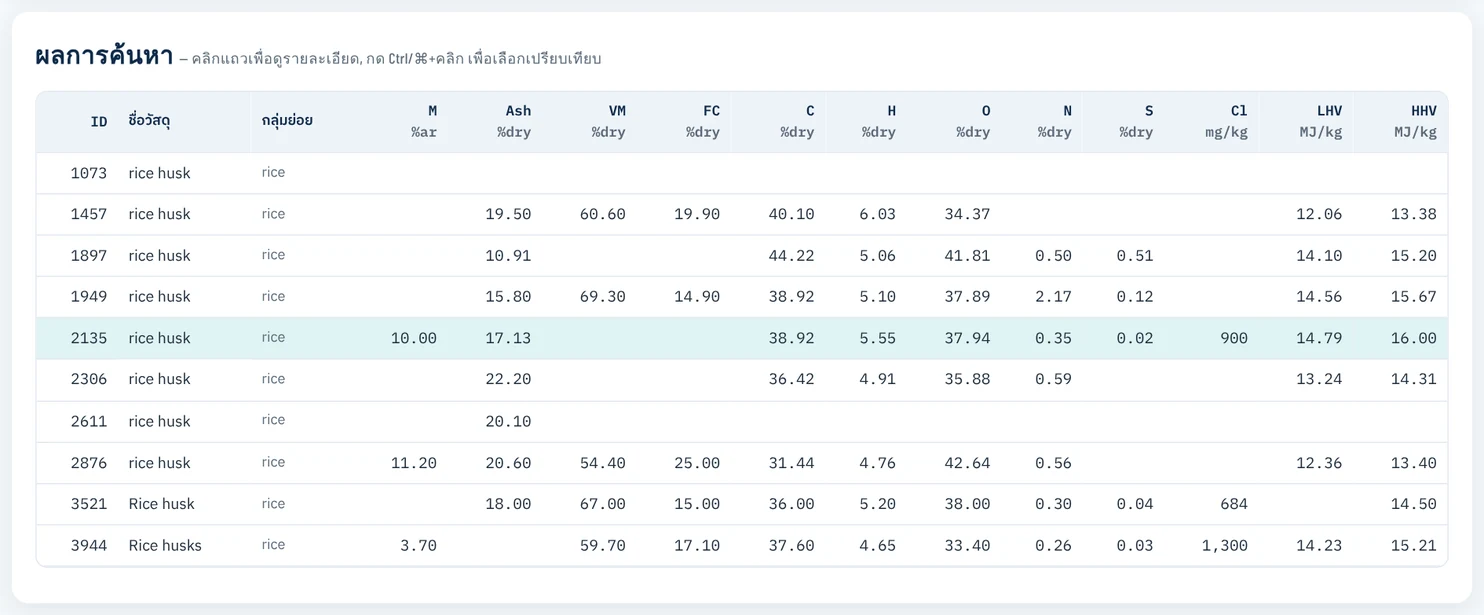 ผลการค้นหา – คลิกแถวเพื่อดูรายละเอียด, กด Ctrl/⌘+คลิก เพื่อเลือกเปรียบเทียบ
ID ชื่อวัสดุ กลุ่มย่อย M Ash VM FC C H O N S Cl LHV HHV
%ar %dry %dry %dry %dry %dry %dry %dry %dry mg/kg MJ/kg MJ/kg
1073 rice husk rice
1457 rice husk rice 19.50 60.60 19.90 40.10 6.03 34.37 12.06 13.38
1897 rice husk rice 10.91 44.22 5.06 41.81 0.50 0.51 14.10 15.20
1949 rice husk rice 15.80 69.30 14.90 38.92 5.10 37.89 2.17 0.12 14.56 15.67
2135 rice husk rice 10.00 17.13 38.92 5.55 37.94 0.35 0.02 900 14.79 16.00
2306 rice husk rice 22.20 36.42 4.91 35.88 0.59 13.24 14.31
2611 rice husk rice 20.10
2876 rice husk rice 11.20 20.60 54.40 25.00 31.44 4.76 42.64 0.56 12.36 13.40
3521 Rice husk rice 18.00 67.00 15.00 36.00 5.20 38.00 0.30 0.04 684 14.50
3944 Rice husks rice 3.70 59.70 17.10 37.60 4.65 33.40 0.26 0.03 1,300 14.23 15.21